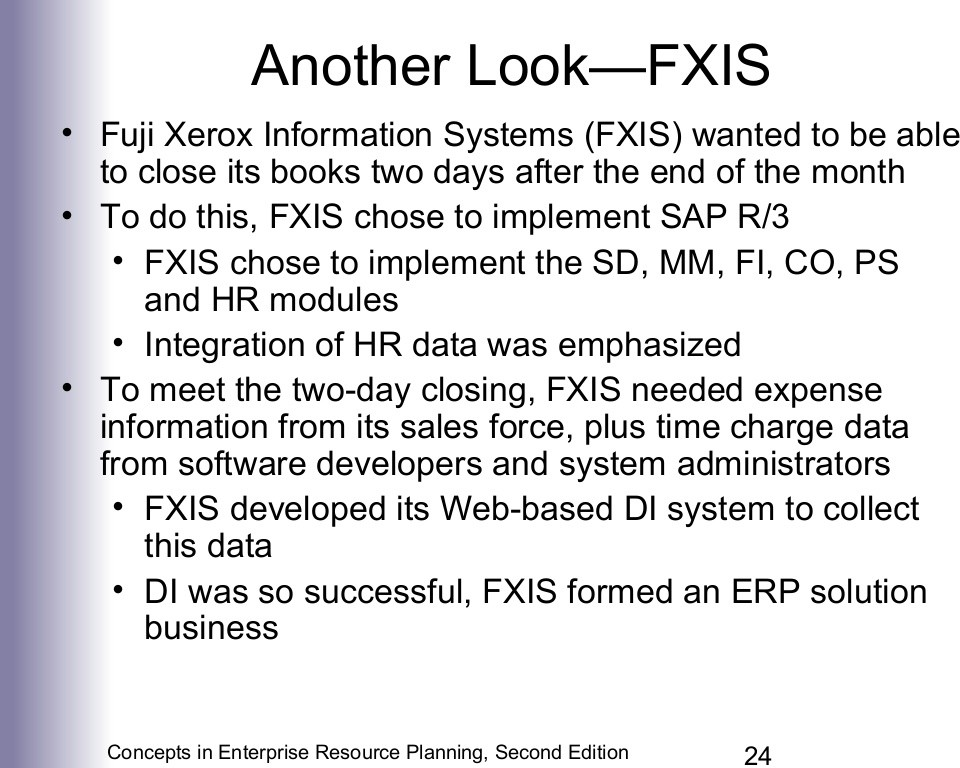 Another Look—FXIS
• Fuji Xerox Information Systems (FXIS) wanted to be able
to close its books two days after the end of the month
• To do this, FXIS chose to implement SAP R/3
• FXIS chose to implement the SD, MM, FI, CO, PS
and HR modules
• Integration of HR data was emphasized
• To meet the two-day closing, FXIS needed expense
information from its sales force, plus time charge data
from software developers and system administrators
• FXIS developed its Web-based DI system to collect
this data
• DI was so successful, FXIS formed an ERP solution
business
Concepts in Enterprise Resource Planning, Second Edition
24